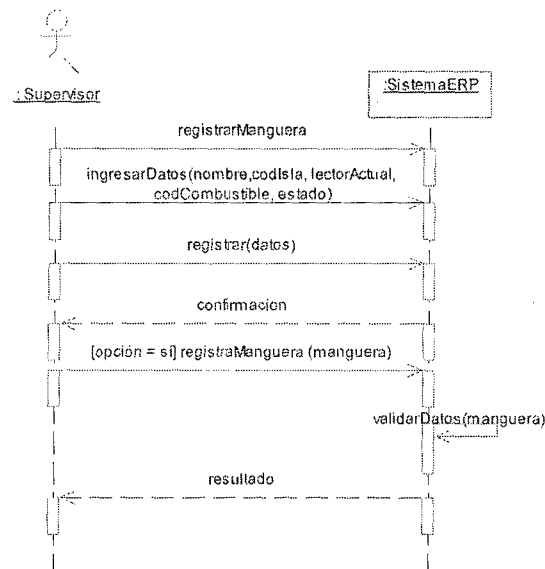 : Supervisor
:SistemaERP
registrarManguera
ingresarDatos(nombre,codIsla, lectorActual,
codCombustible, estado)
registrar(datos)
confirmacion
[opción = sí] registraManguera (manguera)
validarDatos(manguera)
resultado